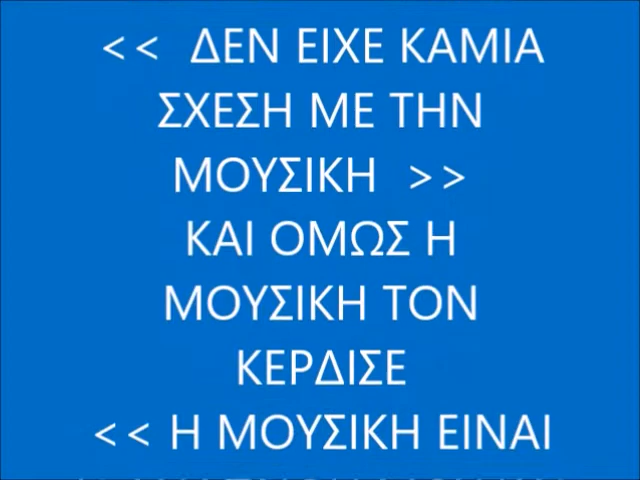 << ΔΕΝ ΕΙΧΕ ΚΑΜΙΑ
ΣΧΕΣΗ ΜΕ ΤΗΝ
ΜΟΥΣΙΚΗ >>
ΚΑΙ ΟΜΩΣ Η
ΜΟΥΣΙΚΗ ΤΟΝ
ΚΕΡΔΙΣΕ
<< Η ΜΟΥΣΙΚΗ ΕΙΝΑΙ